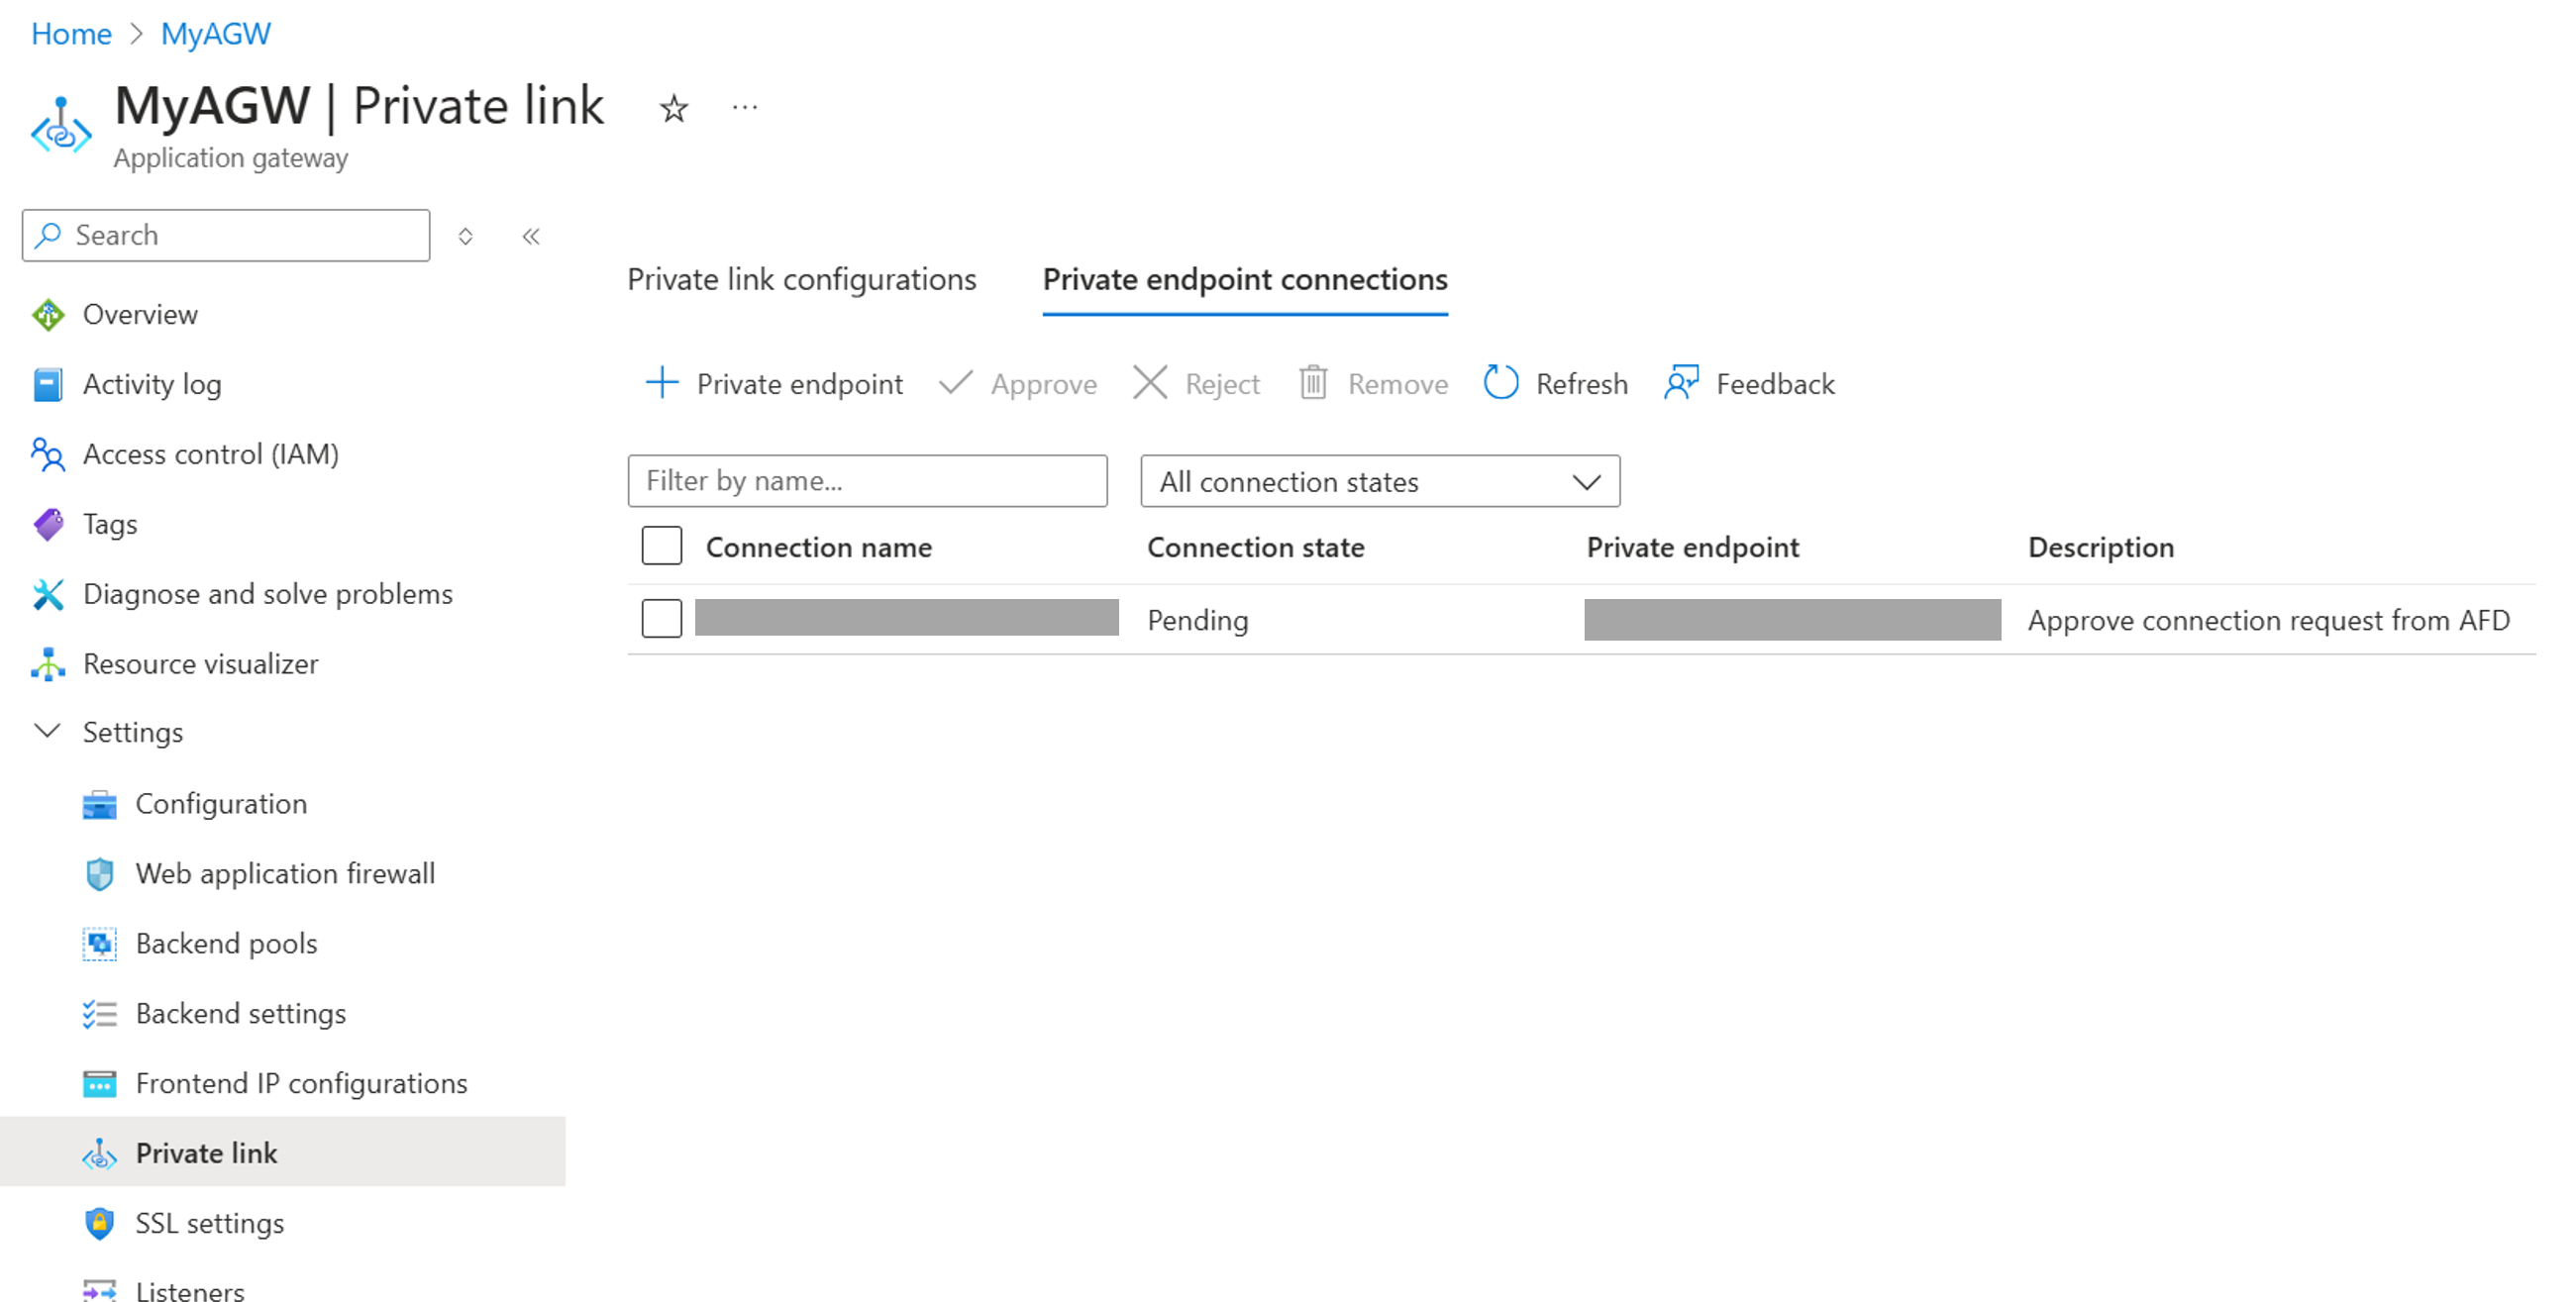 Home > MyAGW
MyAGW | Private link
Application gateway
Search
Overview
Activity log
Access control (IAM)
Tags
Diagnose and solve problems
Resource visualizer
Settings
Configuration
Web application firewall
Backend pools
Backend settings
Frontend IP configurations
Private link
SSL settings
Listeners
Private link configurations Private endpoint connections
Private endpoint Approve Reject Remove Refresh Feedback
Filter by name... All connection states
Connection name Connection state Private endpoint Description
Pending Approve connection request from AFD